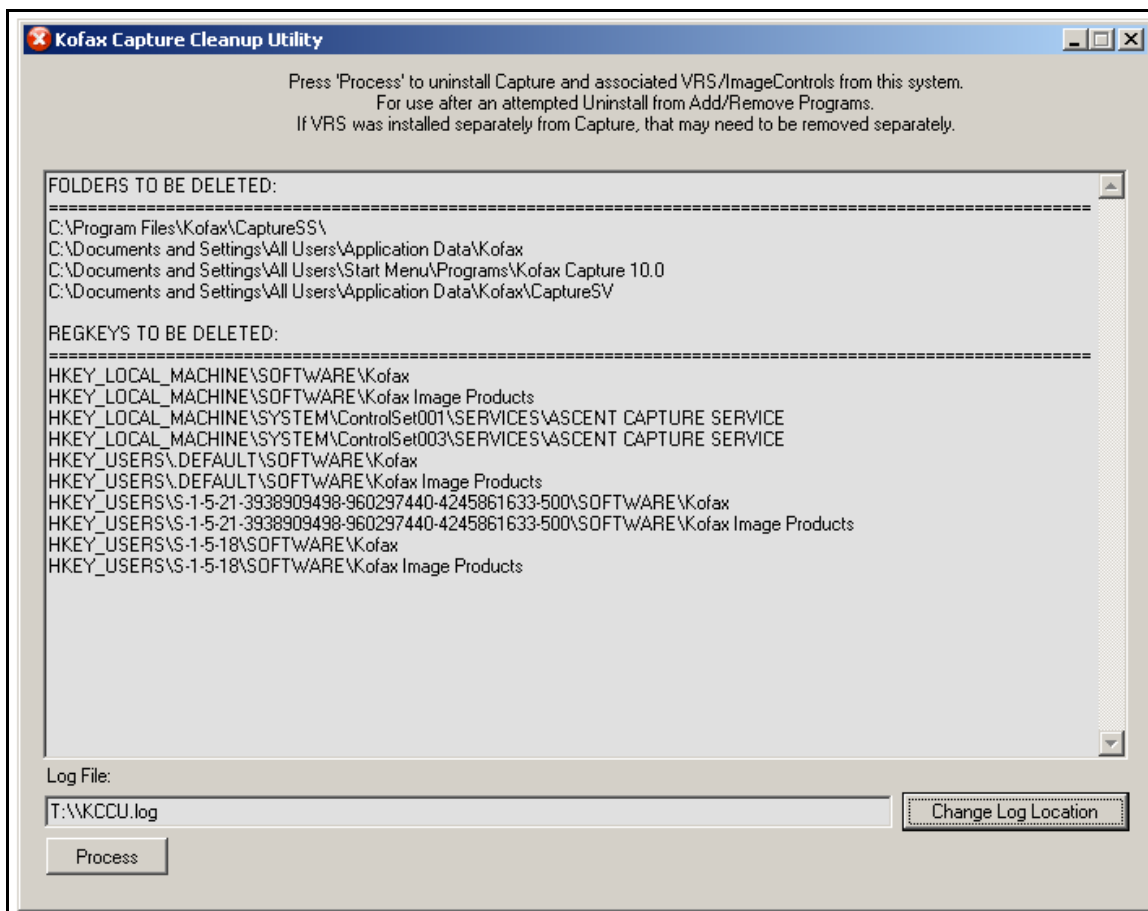 Kofax Capture Cleanup Utility
Press 'Process' to uninstall Capture and associated VRS/ImageControls from this system.
For use after an attempted Uninstall from Add/Remove Programs.
If VRS was installed separately from Capture, that may need to be removed separately.
FOLDERS TO BE DELETED:
==========================================================================================================
C:\Program Files\Kofax\CaptureSS\
C:\Documents and Settings\All Users\Application Data\Kofax
C:\Documents and Settings\All Users\Start Menu\Programs\Kofax Capture 10.0
C:\Documents and Settings\All Users\Application Data\Kofax\CaptureSV
REGKEYS TO BE DELETED:
==========================================================================================================
HKEY_LOCAL_MACHINE\SOFTWARE\Kofax
HKEY_LOCAL_MACHINE\SOFTWARE\Kofax Image Products
HKEY_LOCAL_MACHINE\SYSTEM\ControlSet001\SERVICES\ASCENT CAPTURE SERVICE
HKEY_LOCAL_MACHINE\SYSTEM\ControlSet003\SERVICES\ASCENT CAPTURE SERVICE
HKEY_USERS\.DEFAULT\SOFTWARE\Kofax
HKEY_USERS\.DEFAULT\SOFTWARE\Kofax Image Products
HKEY_USERS\S-1-5-21-3938909498-960297440-4245861633-500\SOFTWARE\Kofax
HKEY_USERS\S-1-5-21-3938909498-960297440-4245861633-500\SOFTWARE\Kofax Image Products
HKEY_USERS\S-1-5-18\SOFTWARE\Kofax
HKEY_USERS\S-1-5-18\SOFTWARE\Kofax Image Products
Log File:
T:\\KCCU.log
Change Log Location
Process